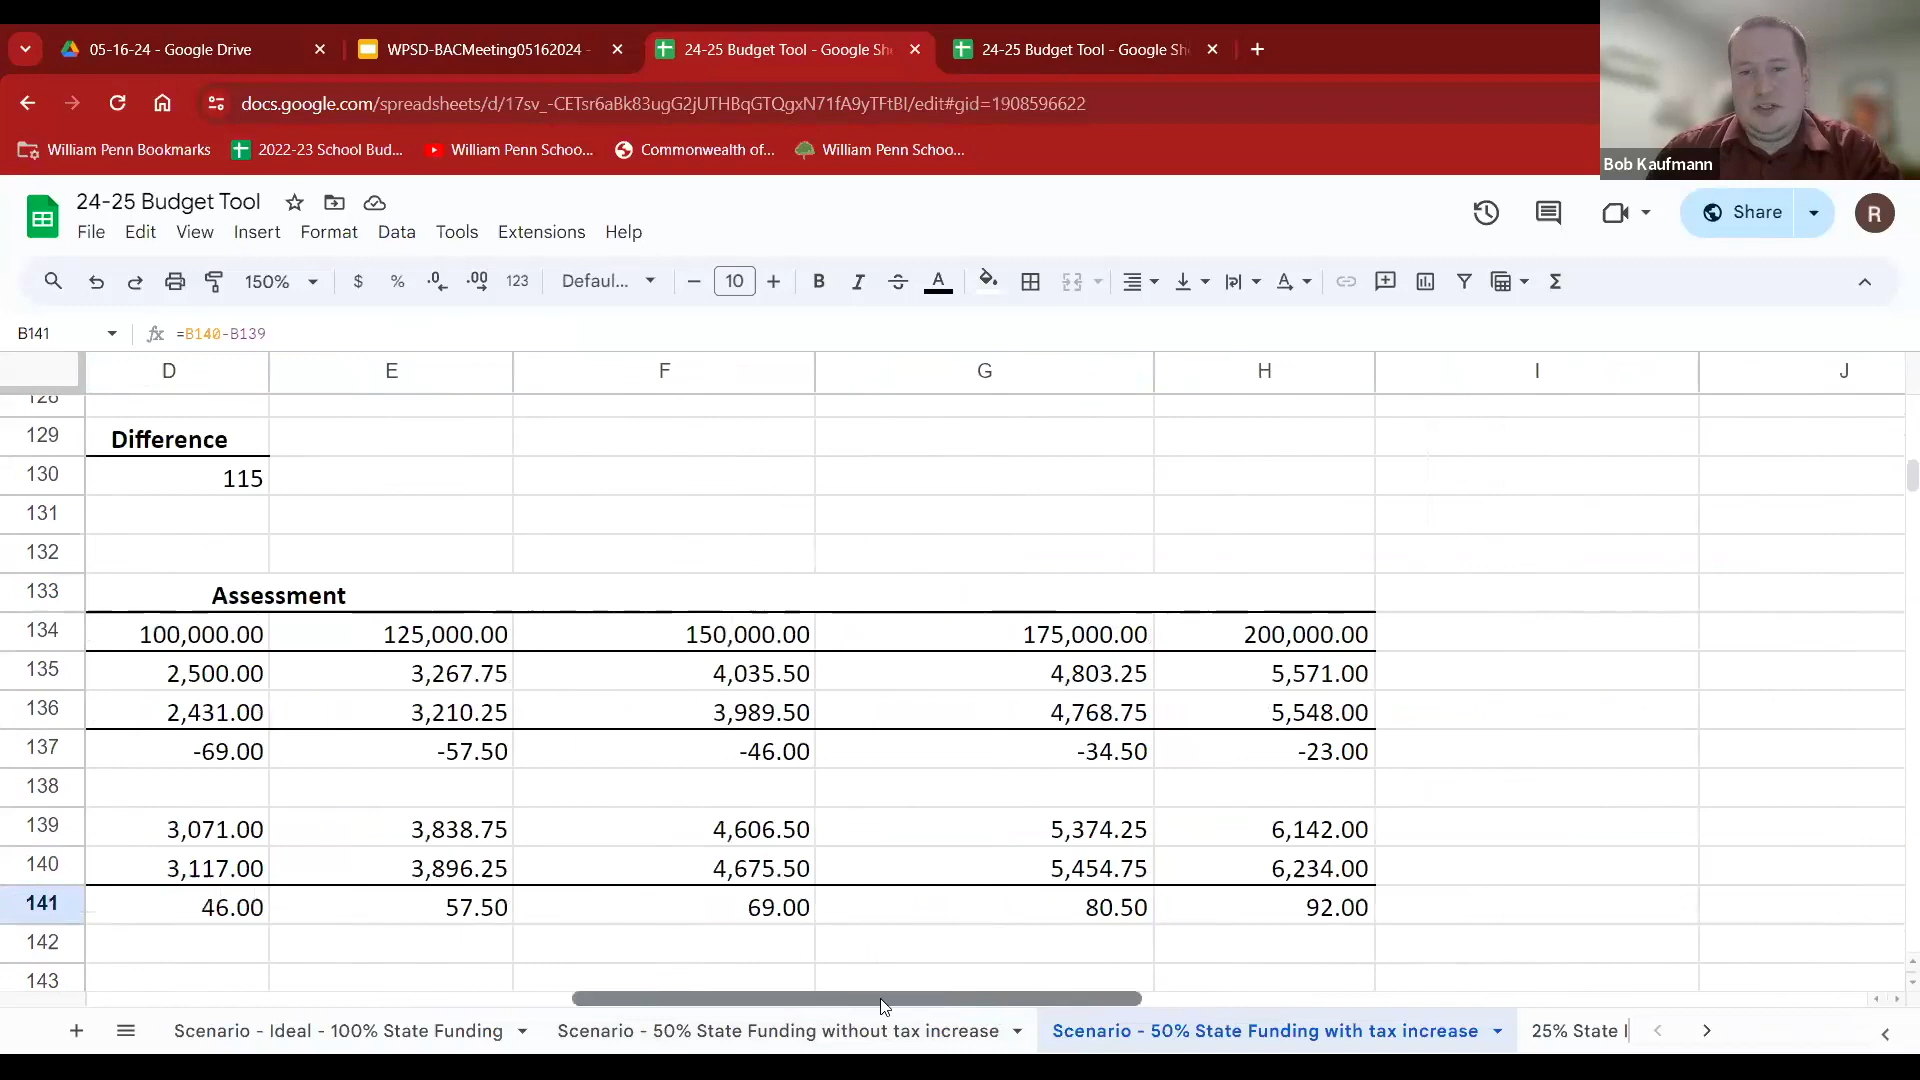 05-16-24 - Google Drive
WPSD-BACMeeting05162024 -
24-25 Budget Tool - Google She
24-25 Budget Tool - Google She
docs.google.com/spreadsheets/d/17sv_-CETsr6aBk83ugG2jUTHBqGTQgxN71fA9yTFtBI/edit#gid=1908596622
William Penn Bookmarks
2022-23 School Bud...
William Penn Schoo...
Commonwealth of...
William Penn Schoo...
Bob Kaufmann
24-25 Budget Tool
Share
R
File Edit View Insert Format Data Tools Extensions Help
150% $ % .0 .00 123 Defaul... 10 B I A
B141 fx =B140-B139
D E F G H I J
128
129 Difference
130 115
131
132
133 Assessment
134 100,000.00 125,000.00 150,000.00 175,000.00 200,000.00
135 2,500.00 3,267.75 4,035.50 4,803.25 5,571.00
136 2,431.00 3,210.25 3,989.50 4,768.75 5,548.00
137 -69.00 -57.50 -46.00 -34.50 -23.00
138
139 3,071.00 3,838.75 4,606.50 5,374.25 6,142.00
140 3,117.00 3,896.25 4,675.50 5,454.75 6,234.00
141 46.00 57.50 69.00 80.50 92.00
142
143
Scenario - Ideal - 100% State Funding
Scenario - 50% State Funding without tax increase
Scenario - 50% State Funding with tax increase
25% State